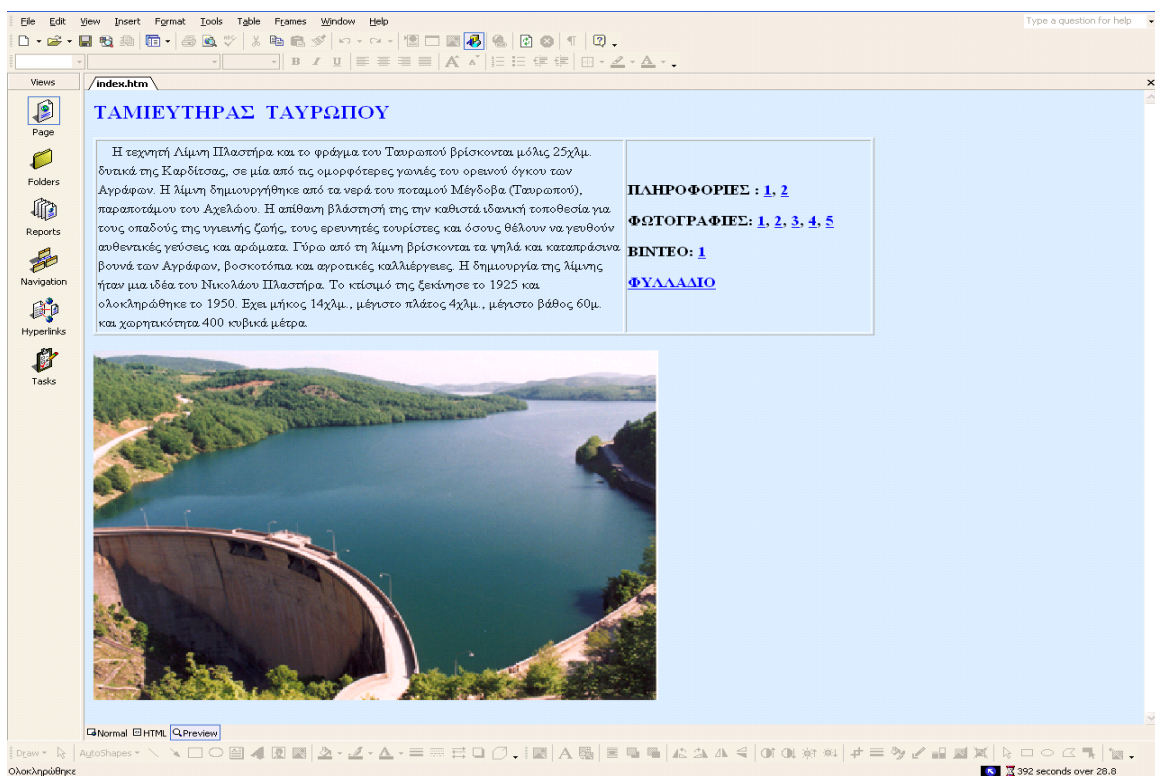 File Edit View Insert Format Tools Table Frames Window Help Type a question for help
B I U A A A
Views index.htm
Page
Folders
Reports
Navigation
Hyperlinks
Tasks
ΤΑΜΙΕΥΤΗΡΑΣ ΤΑΥΡΩΠΟΥ
Η τεχνητή Λίμνη Πλαστήρα και το φράγμα του Ταυρωπού βρίσκονται μόλις 25χλμ.
δυτικά της Καρδίτσας, σε μία από τις ομορφότερες γωνιές του ορεινού όγκου των
Αγράφων. Η λίμνη δημιουργήθηκε από τα νερά του ποταμού Μέγδοβα (Ταυρωπού),
παραποτάμου του Αχελώου. Η απίθανη βλάστησή της την καθιστά ιδανική τοποθεσία για
τους οπαδούς της υγιεινής ζωής, τους ερευνητές τουρίστες και όσους θέλουν να γευθούν
αυθεντικές γεύσεις και αρώματα. Γύρω από τη λίμνη βρίσκονται τα ψηλά και καταπράσινα
βουνά των Αγράφων, βοσκοτόπια και αγροτικές καλλιέργειες. Η δημιουργία της λίμνης
ήταν μια ιδέα του Νικολάου Πλαστήρα. Το κτίσιμό της ξεκίνησε το 1925 και
ολοκληρώθηκε το 1950. Εχει μήκος 14χλμ., μέγιστο πλάτος 4χλμ., μέγιστο βάθος 60μ.
και χωρητικότητα 400 κυβικά μέτρα.
ΠΛΗΡΟΦΟΡΙΕΣ : 1, 2
ΦΩΤΟΓΡΑΦΙΕΣ: 1, 2, 3, 4, 5
ΒΙΝΤΕΟ: 1
ΦΥΛΛΑΔΙΟ
Normal HTML Preview
Draw AutoShapes A A
Ολοκληρώθηκε 392 seconds over 28.8